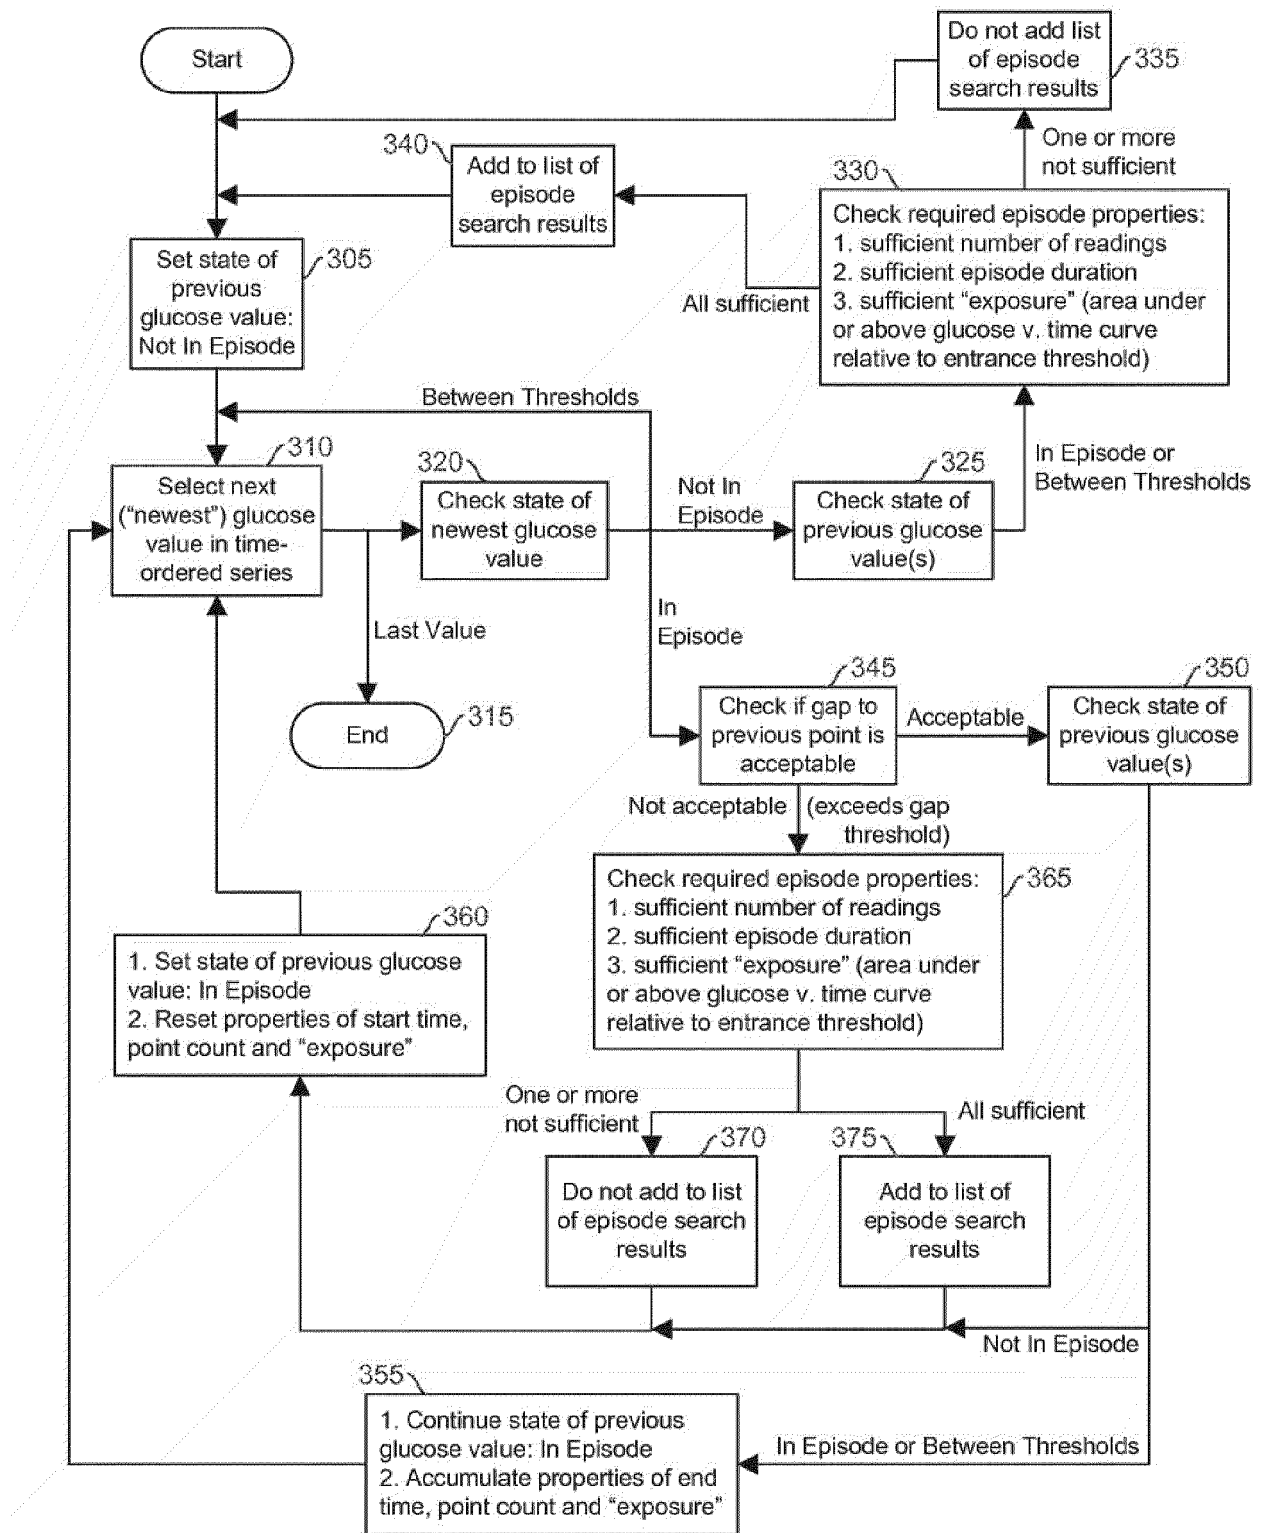 Start
Do not add list
of episode
search results
335
One or more
not sufficient
340
Add to list of
episode
search results
330
Check required episode properties:
1. sufficient number of readings
2. sufficient episode duration
3. sufficient “exposure” (area under
or above glucose v. time curve
relative to entrance threshold)
All sufficient
305
Set state of
previous
glucose value:
Not In Episode
Between Thresholds
310
Select next
(“newest”) glucose
value in time-
ordered series
320
Check state of
newest glucose
value
Not In
Episode
325
Check state of
previous glucose
value(s)
In Episode or
Between Thresholds
Last Value
315
End
In
Episode
345
Check if gap to
previous point is
acceptable
Acceptable
350
Check state of
previous glucose
value(s)
Not acceptable
(exceeds gap
threshold)
365
Check required episode properties:
1. sufficient number of readings
2. sufficient episode duration
3. sufficient “exposure” (area under
or above glucose v. time curve
relative to entrance threshold)
360
1. Set state of previous glucose
value: In Episode
2. Reset properties of start time,
point count and “exposure”
One or more
not sufficient
All sufficient
370
Do not add to list
of episode search
results
375
Add to list of
episode search
results
Not In Episode
355
1. Continue state of previous
glucose value: In Episode
2. Accumulate properties of end
time, point count and “exposure”
In Episode or Between Thresholds